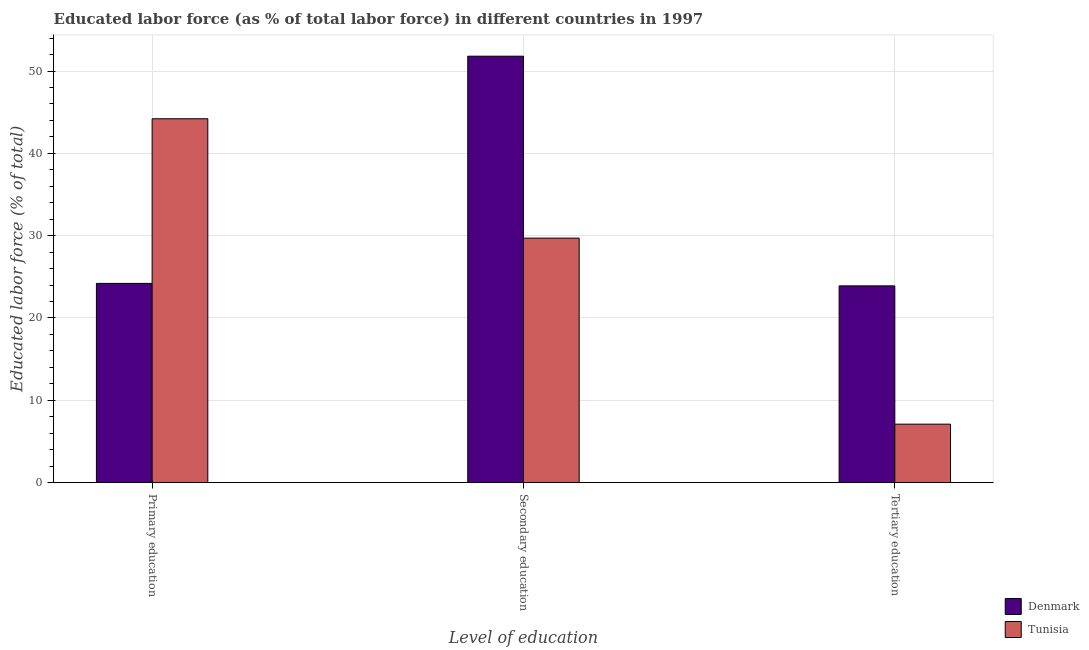 Educated labor force (as % of total labor force) in different countries in 1997
Educated labor force (% of total)
50
40
30
20
10
0
Primary education
Secondary education
Tertiary education
Level of education
Denmark
Tunisia